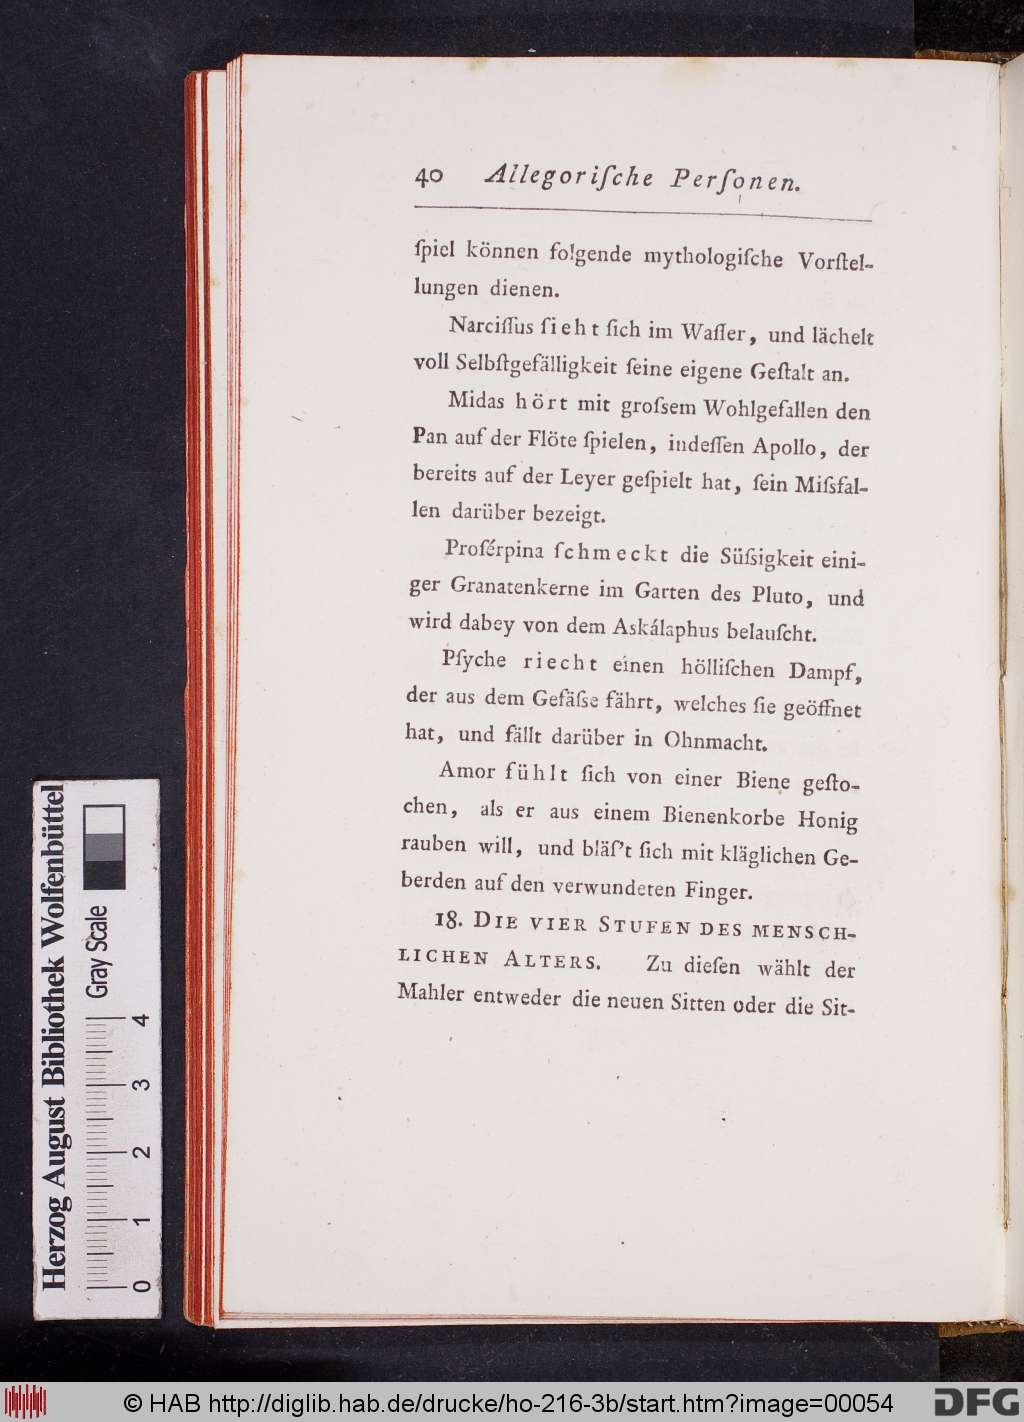 40 Allegoriſche Perſonen.
ſpiel können folgende mythologiſche Vorſtel-
lungen dienen.
Narciſſus ſieht ſich im Waſſer, und lächelt
voll Selbſtgefälligkeit ſeine eigene Geſtalt an.
Midas hört mit groſsem Wohlgefallen den
Pan auf der Flöte ſpielen, indeſſen Apollo, der
bereits auf der Leyer geſpielt hat, ſein Miſsfal-
len darüber bezeigt.
Proſérpina ſchmeckt die Süſsigkeit eini-
ger Granatenkerne im Garten des Pluto, und
wird dabey von dem Askálaphus belauſcht.
Pſyche riecht einen hölliſchen Dampf,
der aus dem Gefäſse fährt, welches ſie geöffnet
hat, und fällt darüber in Ohnmacht.
Amor fühlt ſich von einer Biene geſto-
chen, als er aus einem Bienenkorbe Honig
rauben will, und bläſ't ſich mit kläglichen Ge-
berden auf den verwundeten Finger.
18. DIE VIER STUFEN DES MENSCH-
LICHEN ALTERS. Zu dieſen wählt der
Mahler entweder die neuen Sitten oder die Sit-
Herzog August Bibliothek Wolfenbüttel
Gray Scale
0 1 2 3 4
© HAB http://diglib.hab.de/drucke/ho-216-3b/start.htm?image=00054
DFG